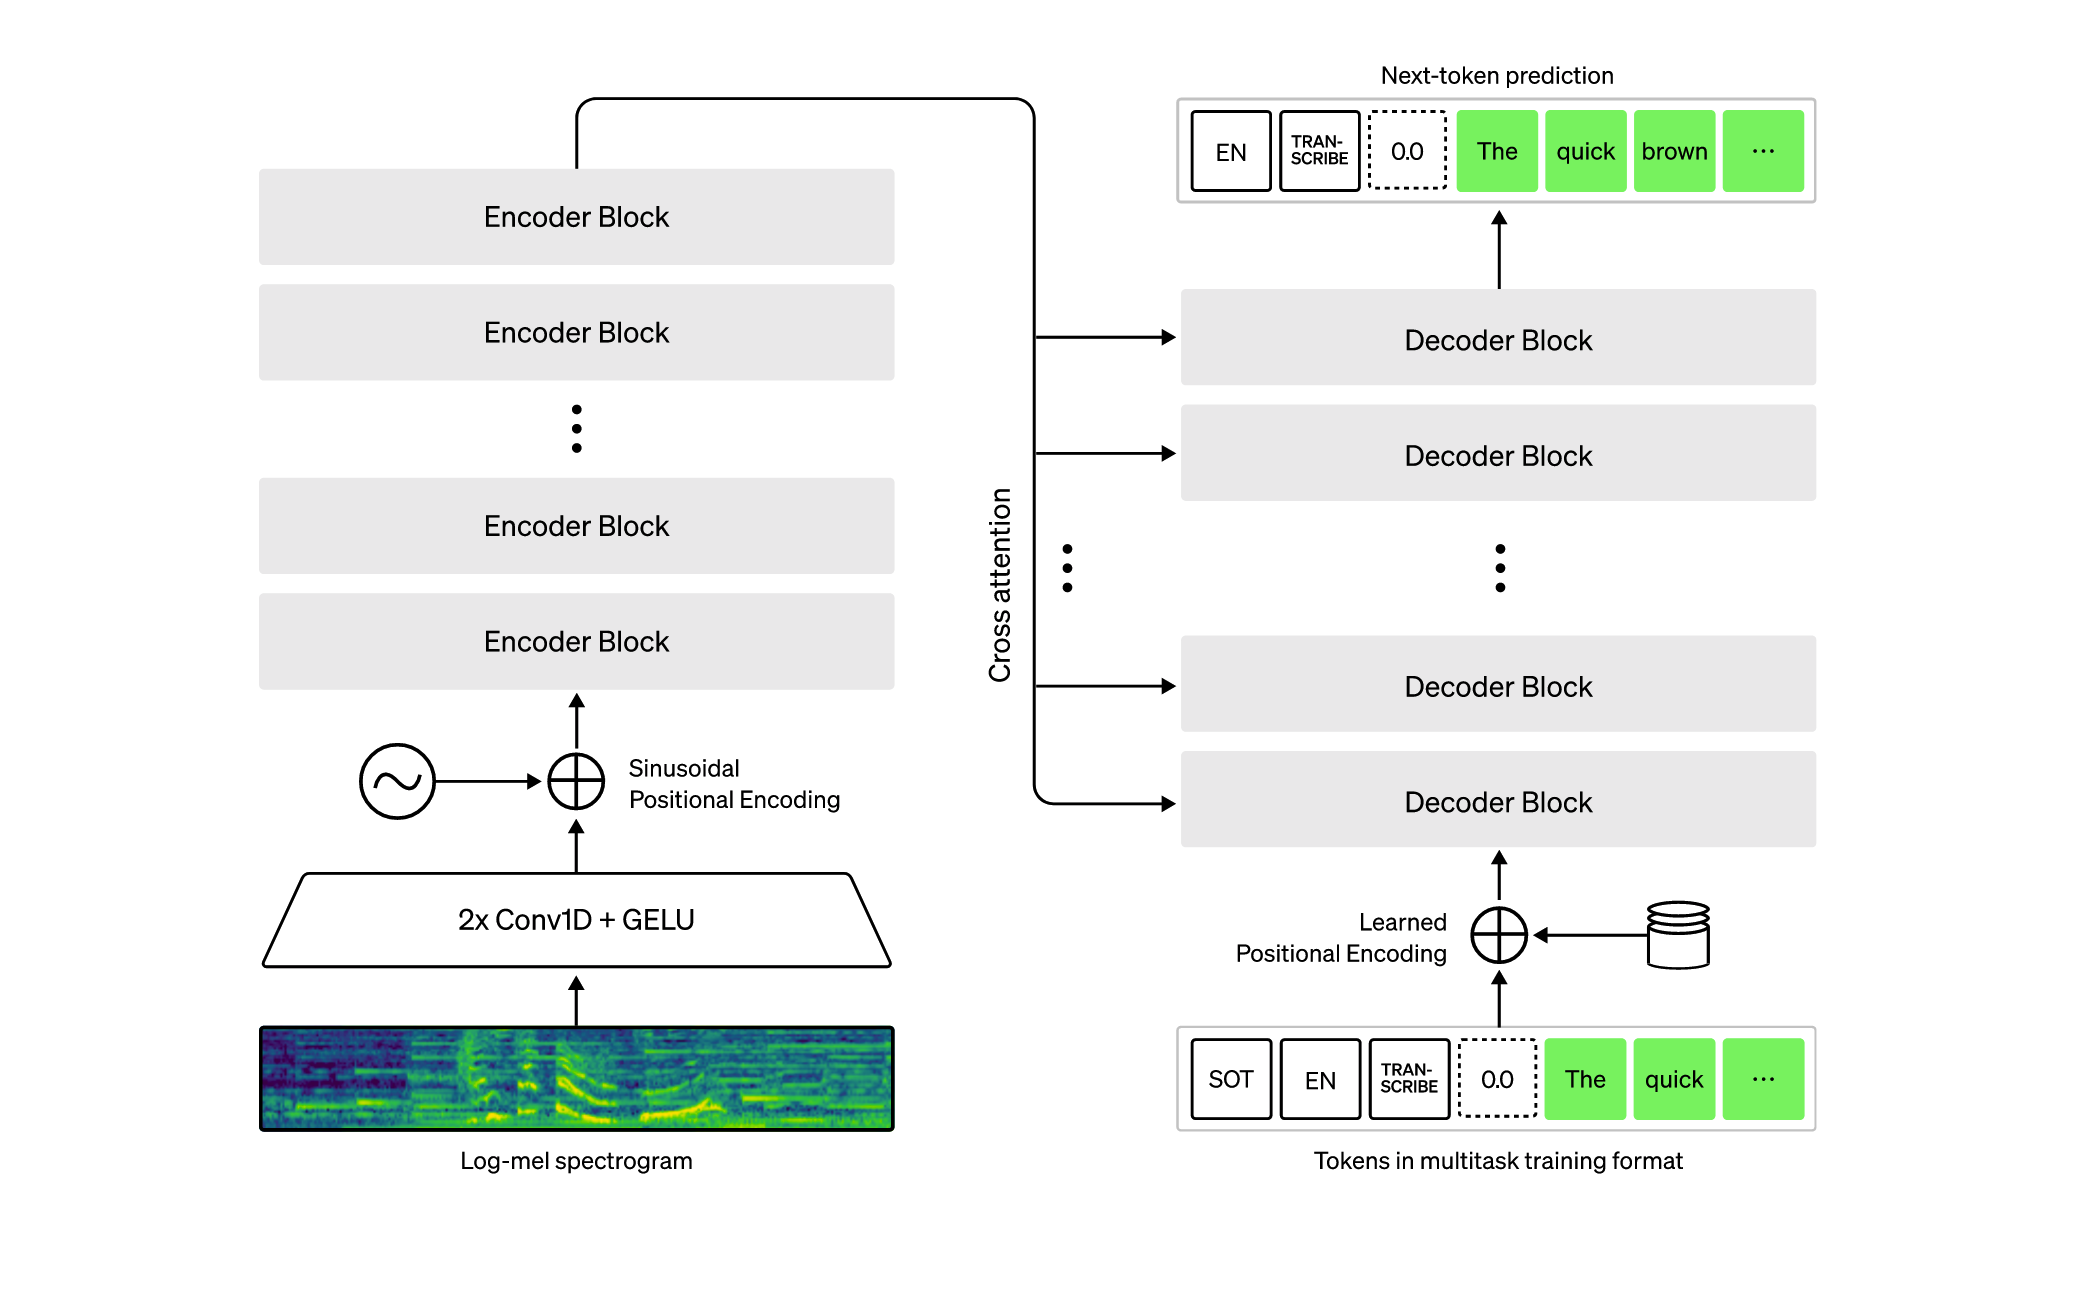 Encoder Block
Encoder Block
Encoder Block
Encoder Block
Sinusoidal
Positional Encoding
2x Conv1D + GELU
Log-mel spectrogram
Cross attention
Next-token prediction
EN TRAN-
SCRIBE 0.0 The quick brown ...
Decoder Block
Decoder Block
Decoder Block
Decoder Block
Learned
Positional Encoding
SOT EN TRAN-
SCRIBE 0.0 The quick ...
Tokens in multitask training format